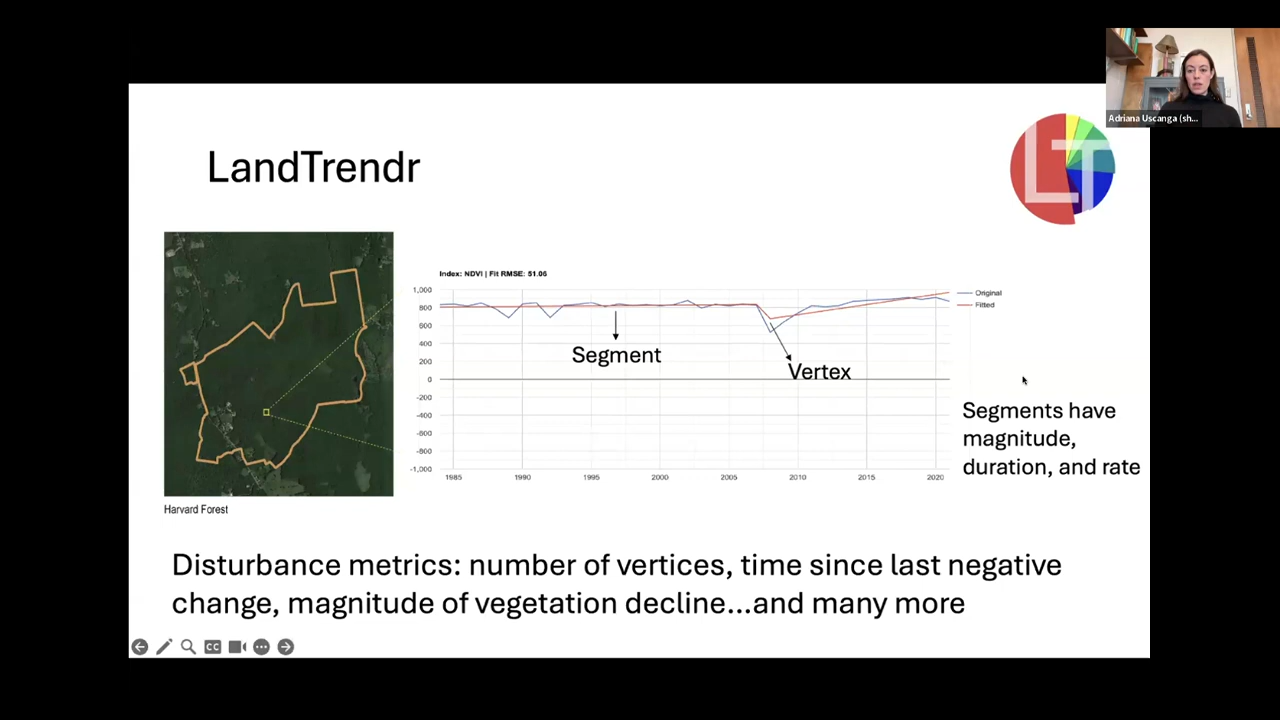 Adriana Uscanga (sh...
LandTrendr
LT
Index: NDVI | Fit RMSE: 51.06
1,000
800
600
400
200
0
-200
-400
-600
-800
-1,000
1985 1990 1995 2000 2005 2010 2015 2020
Original
Fitted
Segment
Vertex
Segments have
magnitude,
duration, and rate
Harvard Forest
Disturbance metrics: number of vertices, time since last negative
change, magnitude of vegetation decline...and many more
CC